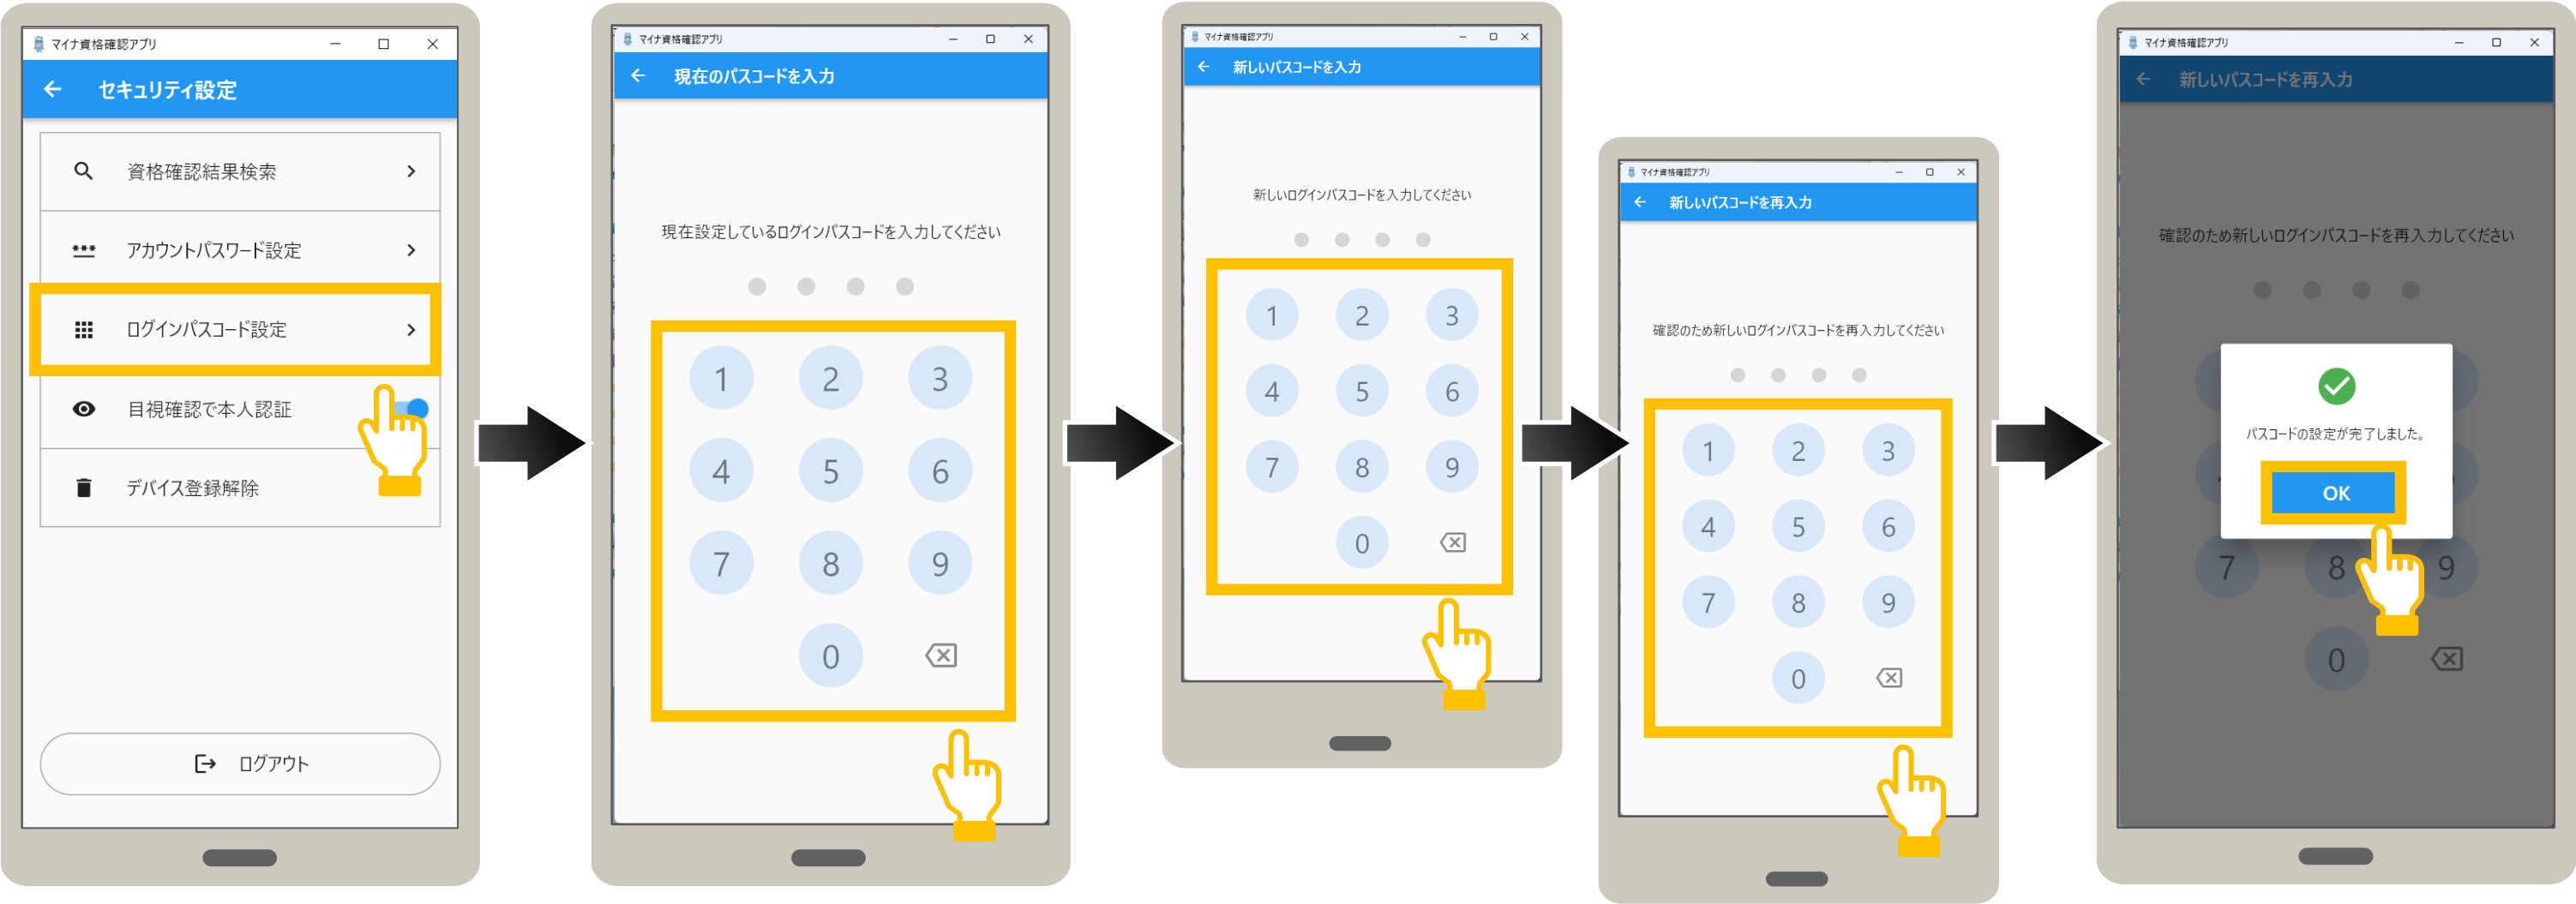 マイナ資格確認アプリ
セキュリティ設定
資格確認結果検索
アカウントパスワード設定
ログインパスコード設定
目視確認で本人認証
デバイス登録解除
ログアウト
マイナ資格確認アプリ
現在のパスコードを入力
現在設定しているログインパスコードを入力してください
1 2 3
4 5 6
7 8 9
0
マイナ資格確認アプリ
新しいパスコードを入力
新しいログインパスコードを入力してください
1 2 3
4 5 6
7 8 9
0
マイナ資格確認アプリ
新しいパスコードを再入力
確認のため新しいログインパスコードを再入力してください
1 2 3
4 5 6
7 8 9
0
マイナ資格確認アプリ
新しいパスコードを再入力
確認のため新しいログインパスコードを再入力してください
パスコードの設定が完了しました。
OK
7 8 9
0